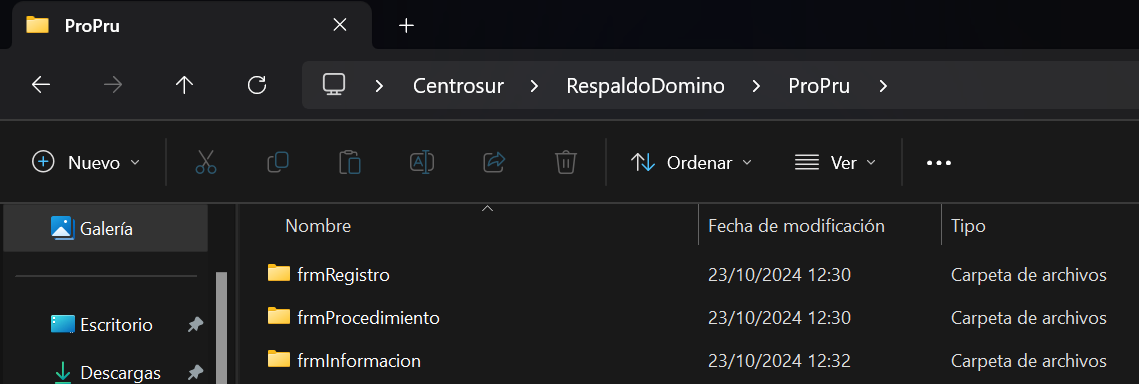 ProPru
Centrosur RespaldoDomino ProPru
Nuevo Ordenar Ver
Galería
Nombre Fecha de modificación Tipo
frmRegistro 23/10/2024 12:30 Carpeta de archivos
Escritorio
frmProcedimiento 23/10/2024 12:30 Carpeta de archivos
Descargas
frmInformacion 23/10/2024 12:32 Carpeta de archivos